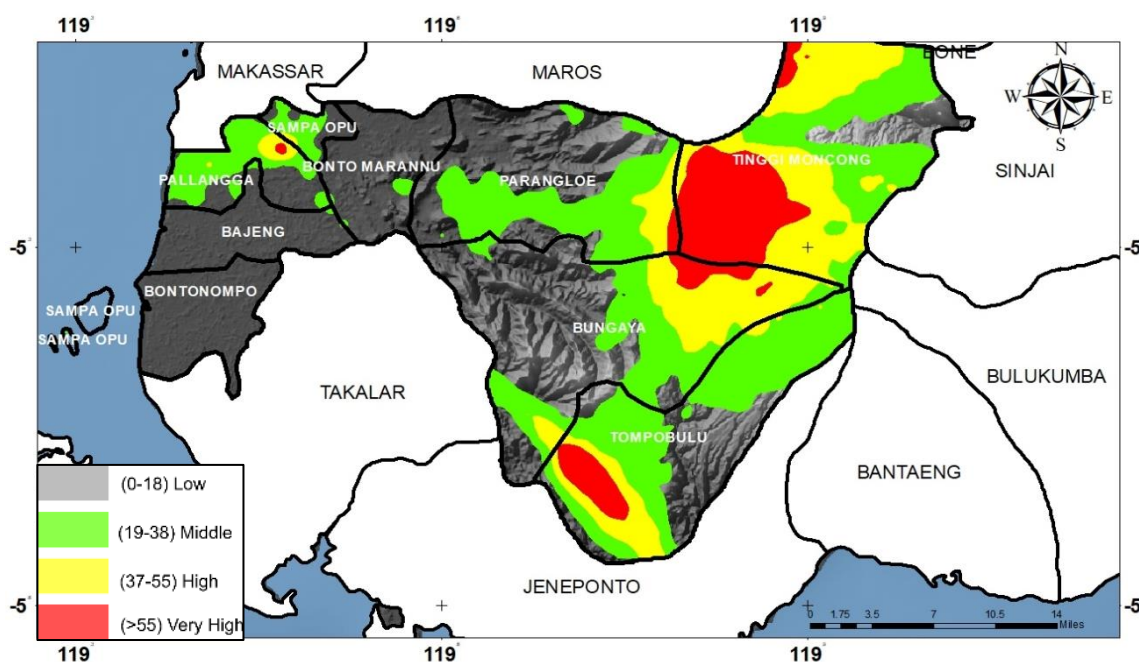 119° 119° 119°
MAKASSAR
MAROS
BONE
N
W E
S
SAMPA OPU
BONTO MARANNU
TINGGI MONCONG
PALLANGGA
PARANGLOE
SINJAI
BAJENG
-5° -5°
BONTONOMPO
SAMPA OPU
SAMPA OPU
BUNGAYA
TAKALAR
BULUKUMBA
TOMPOBULU
BANTAENG
(0-18) Low
(19-38) Middle
(37-55) High
(>55) Very High
JENEPONTO
-5° -5°
0 1.75 3.5 7 10.5 14
Miles
119° 119° 119°